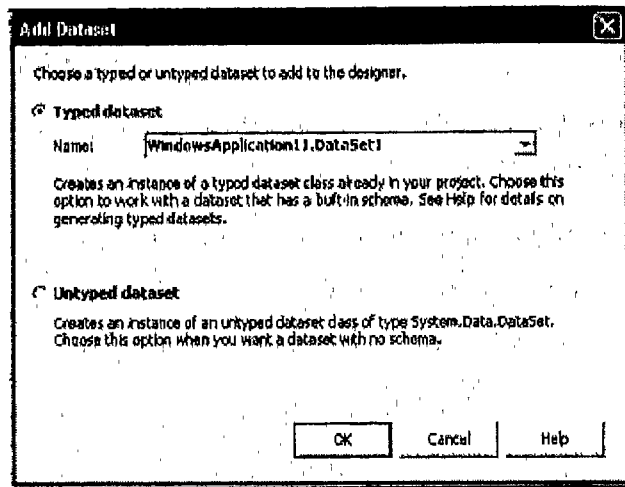 Add Dataset
Choose a typed or untyped dataset to add to the designer.
Typed dataset
Name: WindowsApplication11.DataSet1
Creates an instance of a typed dataset class already in your project. Choose this
option to work with a dataset that has a built-in schema. See Help for details on
generating typed datasets.
Untyped dataset
Creates an instance of an untyped dataset class of type System.Data.DataSet.
Choose this option when you want a dataset with no schema.
OK Cancel Help